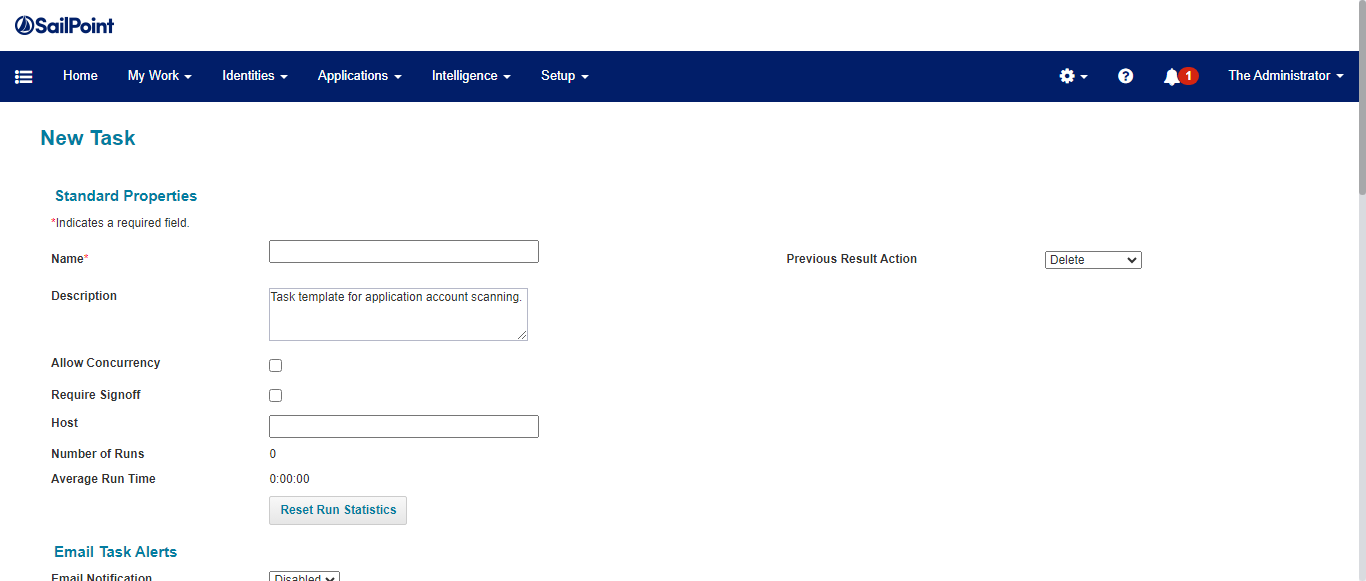 SailPoint
Home My Work Identities Applications Intelligence Setup 1 The Administrator
New Task
Standard Properties
*Indicates a required field.
Name*
Previous Result Action Delete
Description Task template for application account scanning.
Allow Concurrency
Require Signoff
Host
Number of Runs 0
Average Run Time 0:00:00
Reset Run Statistics
Email Task Alerts
Email Notification Disabled